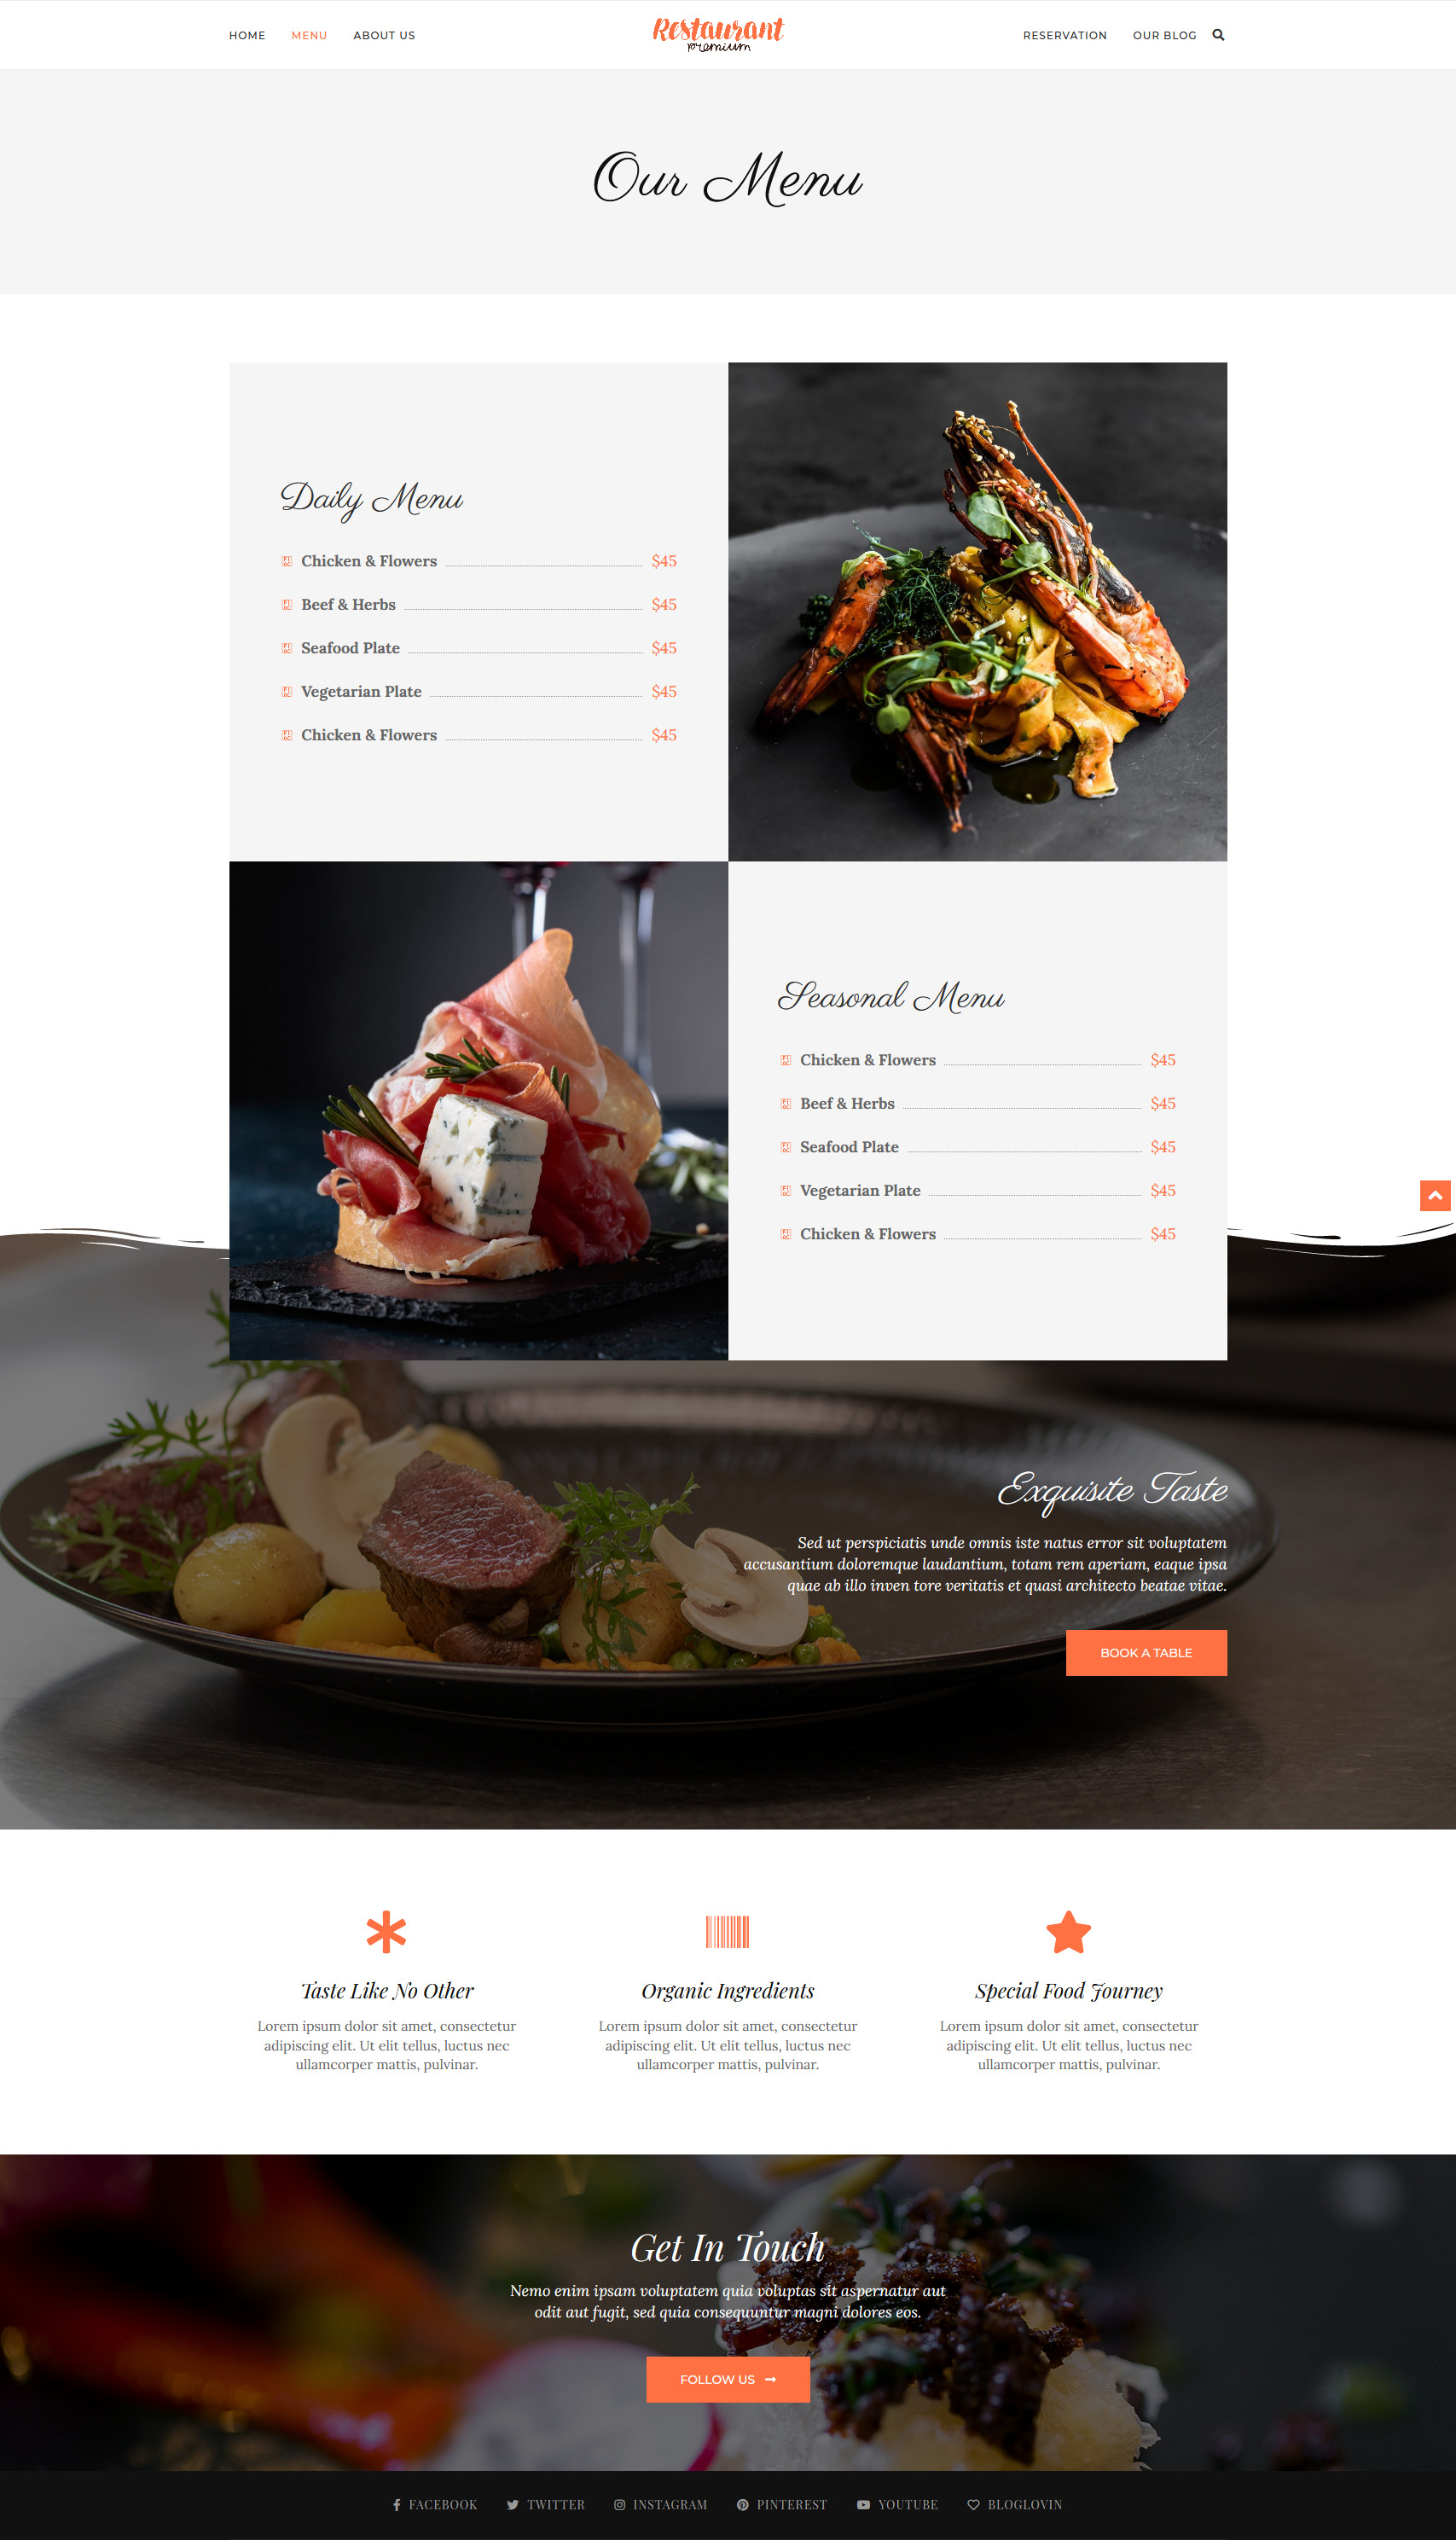 HOME MENU ABOUT US Restaurant premium RESERVATION OUR BLOG
Our Menu
Daily Menu
Chicken & Flowers $45
Beef & Herbs $45
Seafood Plate $45
Vegetarian Plate $45
Chicken & Flowers $45
Seasonal Menu
Chicken & Flowers $45
Beef & Herbs $45
Seafood Plate $45
Vegetarian Plate $45
Chicken & Flowers $45
Exquisite Taste
Sed ut perspiciatis unde omnis iste natus error sit voluptatem
accusantium doloremque laudantium, totam rem aperiam, eaque ipsa
quae ab illo inven tore veritatis et quasi architecto beatae vitae.
BOOK A TABLE
Taste Like No Other
Lorem ipsum dolor sit amet, consectetur
adipiscing elit. Ut elit tellus, luctus nec
ullamcorper mattis, pulvinar.
Organic Ingredients
Lorem ipsum dolor sit amet, consectetur
adipiscing elit. Ut elit tellus, luctus nec
ullamcorper mattis, pulvinar.
Special Food Journey
Lorem ipsum dolor sit amet, consectetur
adipiscing elit. Ut elit tellus, luctus nec
ullamcorper mattis, pulvinar.
Get In Touch
Nemo enim ipsam voluptatem quia voluptas sit aspernatur aut
odit aut fugit, sed quia consequuntur magni dolores eos.
FOLLOW US
FACEBOOK TWITTER INSTAGRAM PINTEREST YOUTUBE BLOGLOVIN